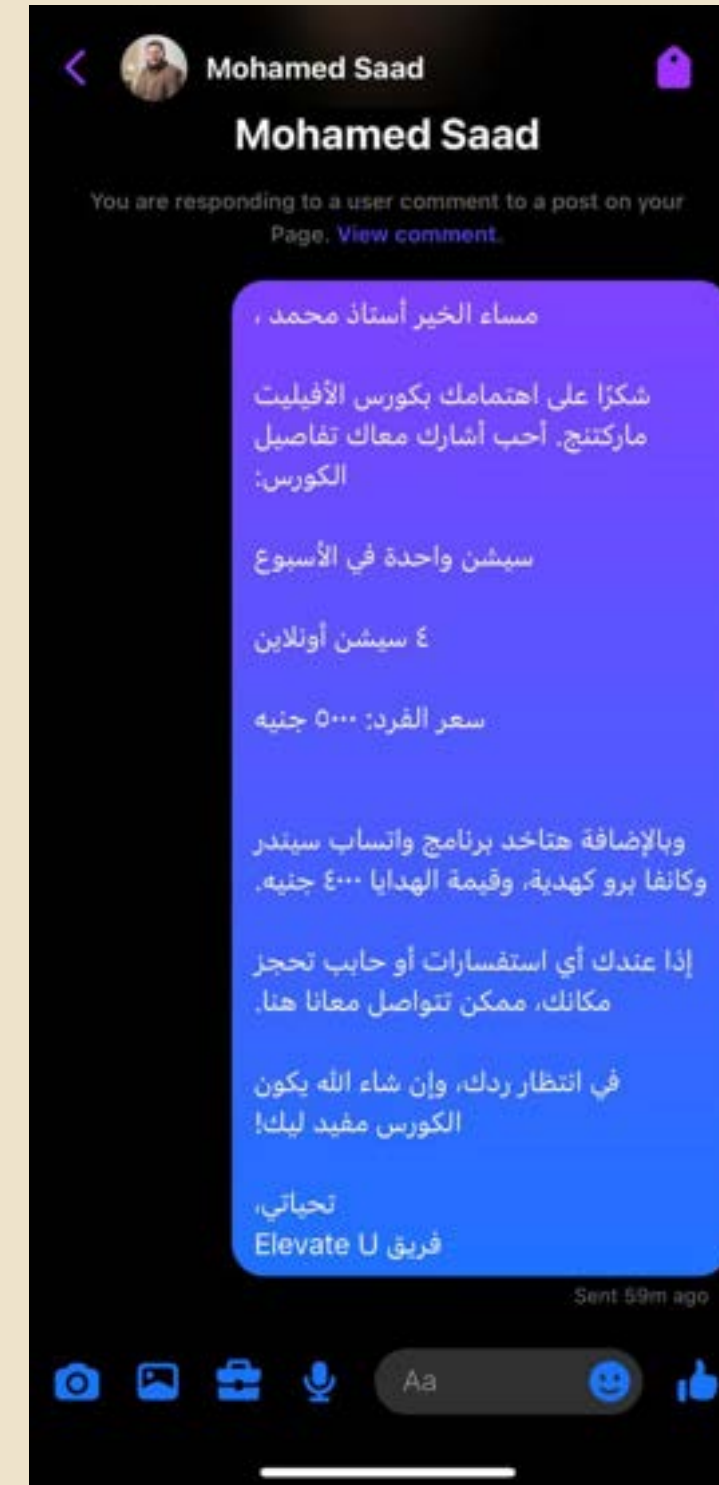 Mohamed Saad
Mohamed Saad
You are responding to a user comment to a post on your
Page. View comment.
مساء الخير أستاذ محمد ،
شكرًا على اهتمامك بكورس الأفيليت
ماركتنج. أحب أشارك معاك تفاصيل
الكورس:
سيشن واحدة في الأسبوع
٤ سيشن أونلاين
سعر الفرد: ٥٠٠٠ جنيه
وبالإضافة هتاخد برنامج واتساب سيندر
وكانفا برو كهدية، وقيمة الهدايا ٤٠٠٠ جنيه.
إذا عندك أي استفسارات أو حابب تحجز
مكانك، ممكن تتواصل معانا هنا.
في انتظار ردك، وإن شاء الله يكون
الكورس مفيد ليك!
تحياتي،
فريق Elevate U
Sent 59m ago
Aa